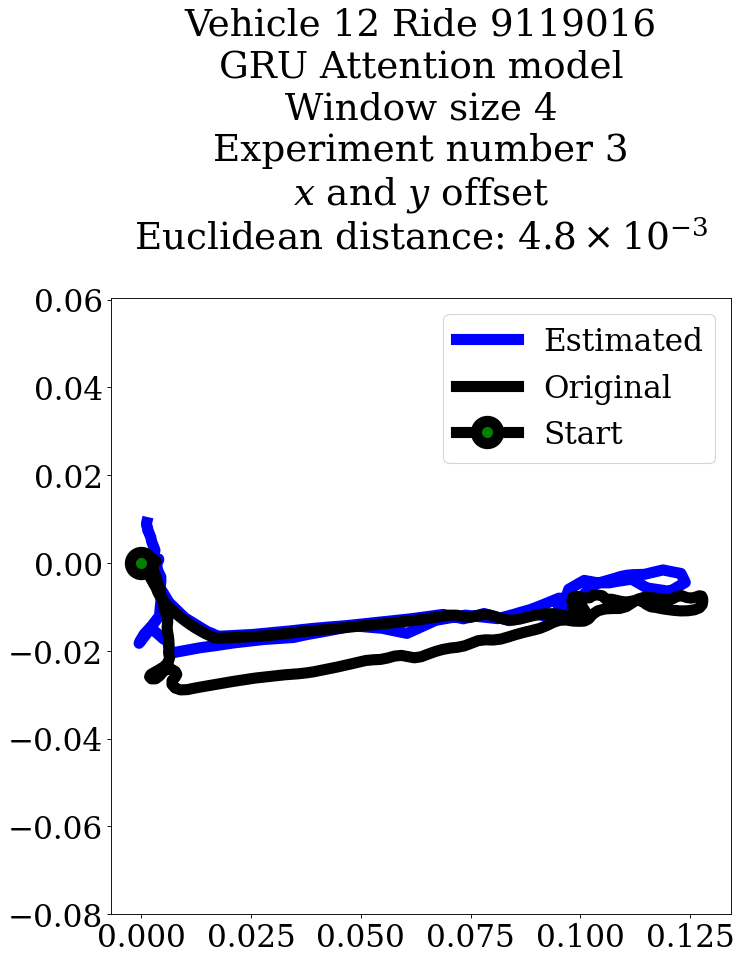 Vehicle 12 Ride 9119016
GRU Attention model
Window size 4
Experiment number 3
x and y offset
Euclidean distance: 4.8 × 10⁻³
Estimated
Original
Start
0.06
0.04
0.02
0.00
−0.02
−0.04
−0.06
−0.08
0.000 0.025 0.050 0.075 0.100 0.125